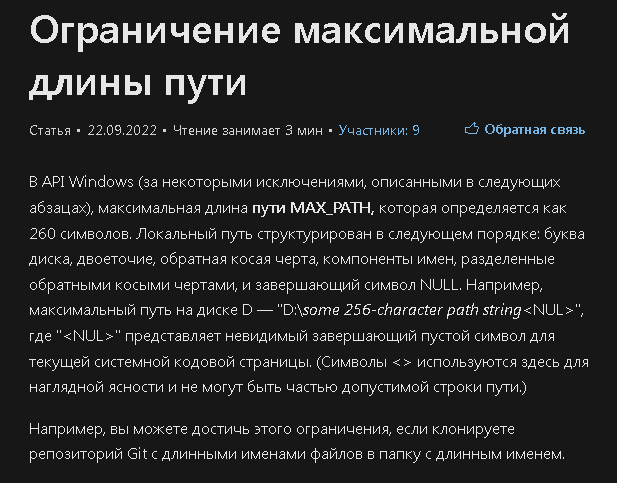 Ограничение максимальной
длины пути
Статья • 22.09.2022 • Чтение занимает 3 мин • Участники: 9
Обратная связь
В API Windows (за некоторыми исключениями, описанными в следующих
абзацах), максимальная длина пути MAX_PATH, которая определяется как
260 символов. Локальный путь структурирован в следующем порядке: буква
диска, двоеточие, обратная косая черта, компоненты имен, разделенные
обратными косыми чертами, и завершающий символ NULL. Например,
максимальный путь на диске D — "D:\some 256-character path string<NUL>",
где "<NUL>" представляет невидимый завершающий пустой символ для
текущей системной кодовой страницы. (Символы <> используются здесь для
наглядной ясности и не могут быть частью допустимой строки пути.)
Например, вы можете достичь этого ограничения, если клонируете
репозиторий Git с длинными именами файлов в папку с длинным именем.